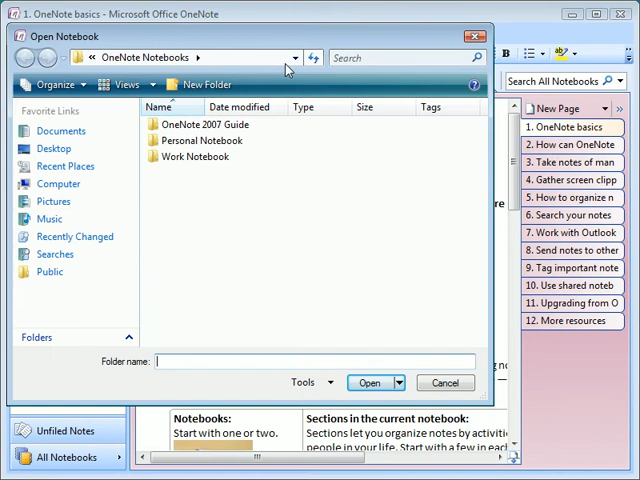 1. OneNote basics - Microsoft Office OneNote
Open Notebook
« OneNote Notebooks
Search
Organize
Views
New Folder
Search All Notebooks
Favorite Links
Documents
Desktop
Recent Places
Computer
Pictures
Music
Recently Changed
Searches
Public
Folders
Name
Date modified
Type
Size
Tags
OneNote 2007 Guide
Personal Notebook
Work Notebook
Folder name:
Tools
Open
Cancel
B
ab
New Page
»
1. OneNote basics
2. How can OneNote
3. Take notes of man
4. Gather screen clipp
5. How to organize n
6. Search your notes
7. Work with Outlook
8. Send notes to other
9. Tag important note
10. Use shared noteb
11. Upgrading from O
12. More resources
re
Unfiled Notes
All Notebooks
Notebooks:
Start with one or two.
Sections in the current notebook:
Sections let you organize notes by activitie
people in your life. Start with a few in each